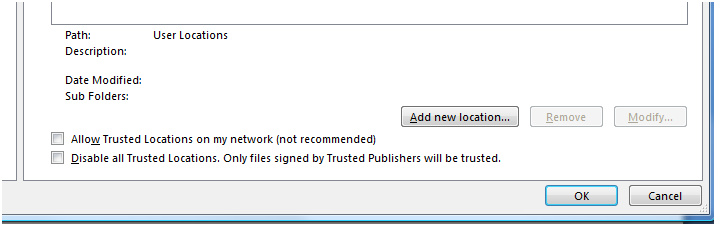 Path: User Locations
Description:
Date Modified:
Sub Folders:
Add new location... Remove Modify...
Allow Trusted Locations on my network (not recommended)
Disable all Trusted Locations. Only files signed by Trusted Publishers will be trusted.
OK Cancel